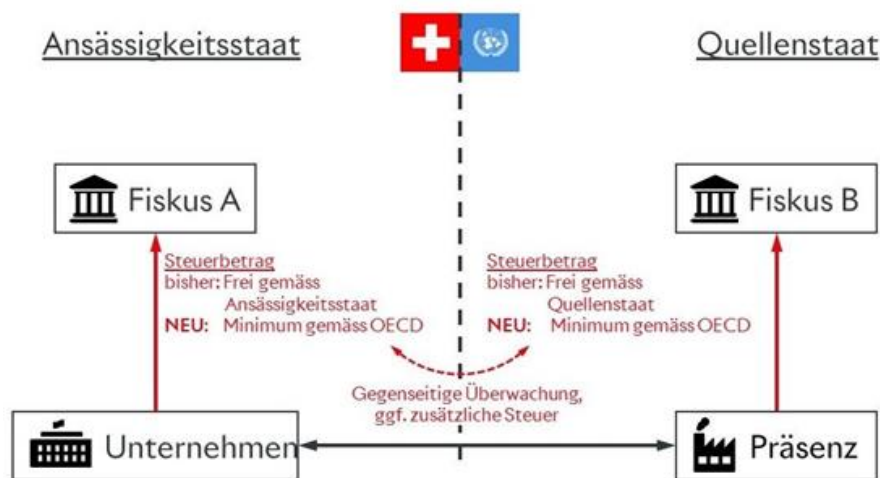 Ansässigkeitsstaat
Quellenstaat
Fiskus A
Fiskus B
Steuerbetrag
bisher: Frei gemäss
Ansässigkeitsstaat
NEU: Minimum gemäss OECD
Steuerbetrag
bisher: Frei gemäss
Quellenstaat
NEU: Minimum gemäss OECD
Gegenseitige Überwachung,
ggf. zusätzliche Steuer
Unternehmen
Präsenz